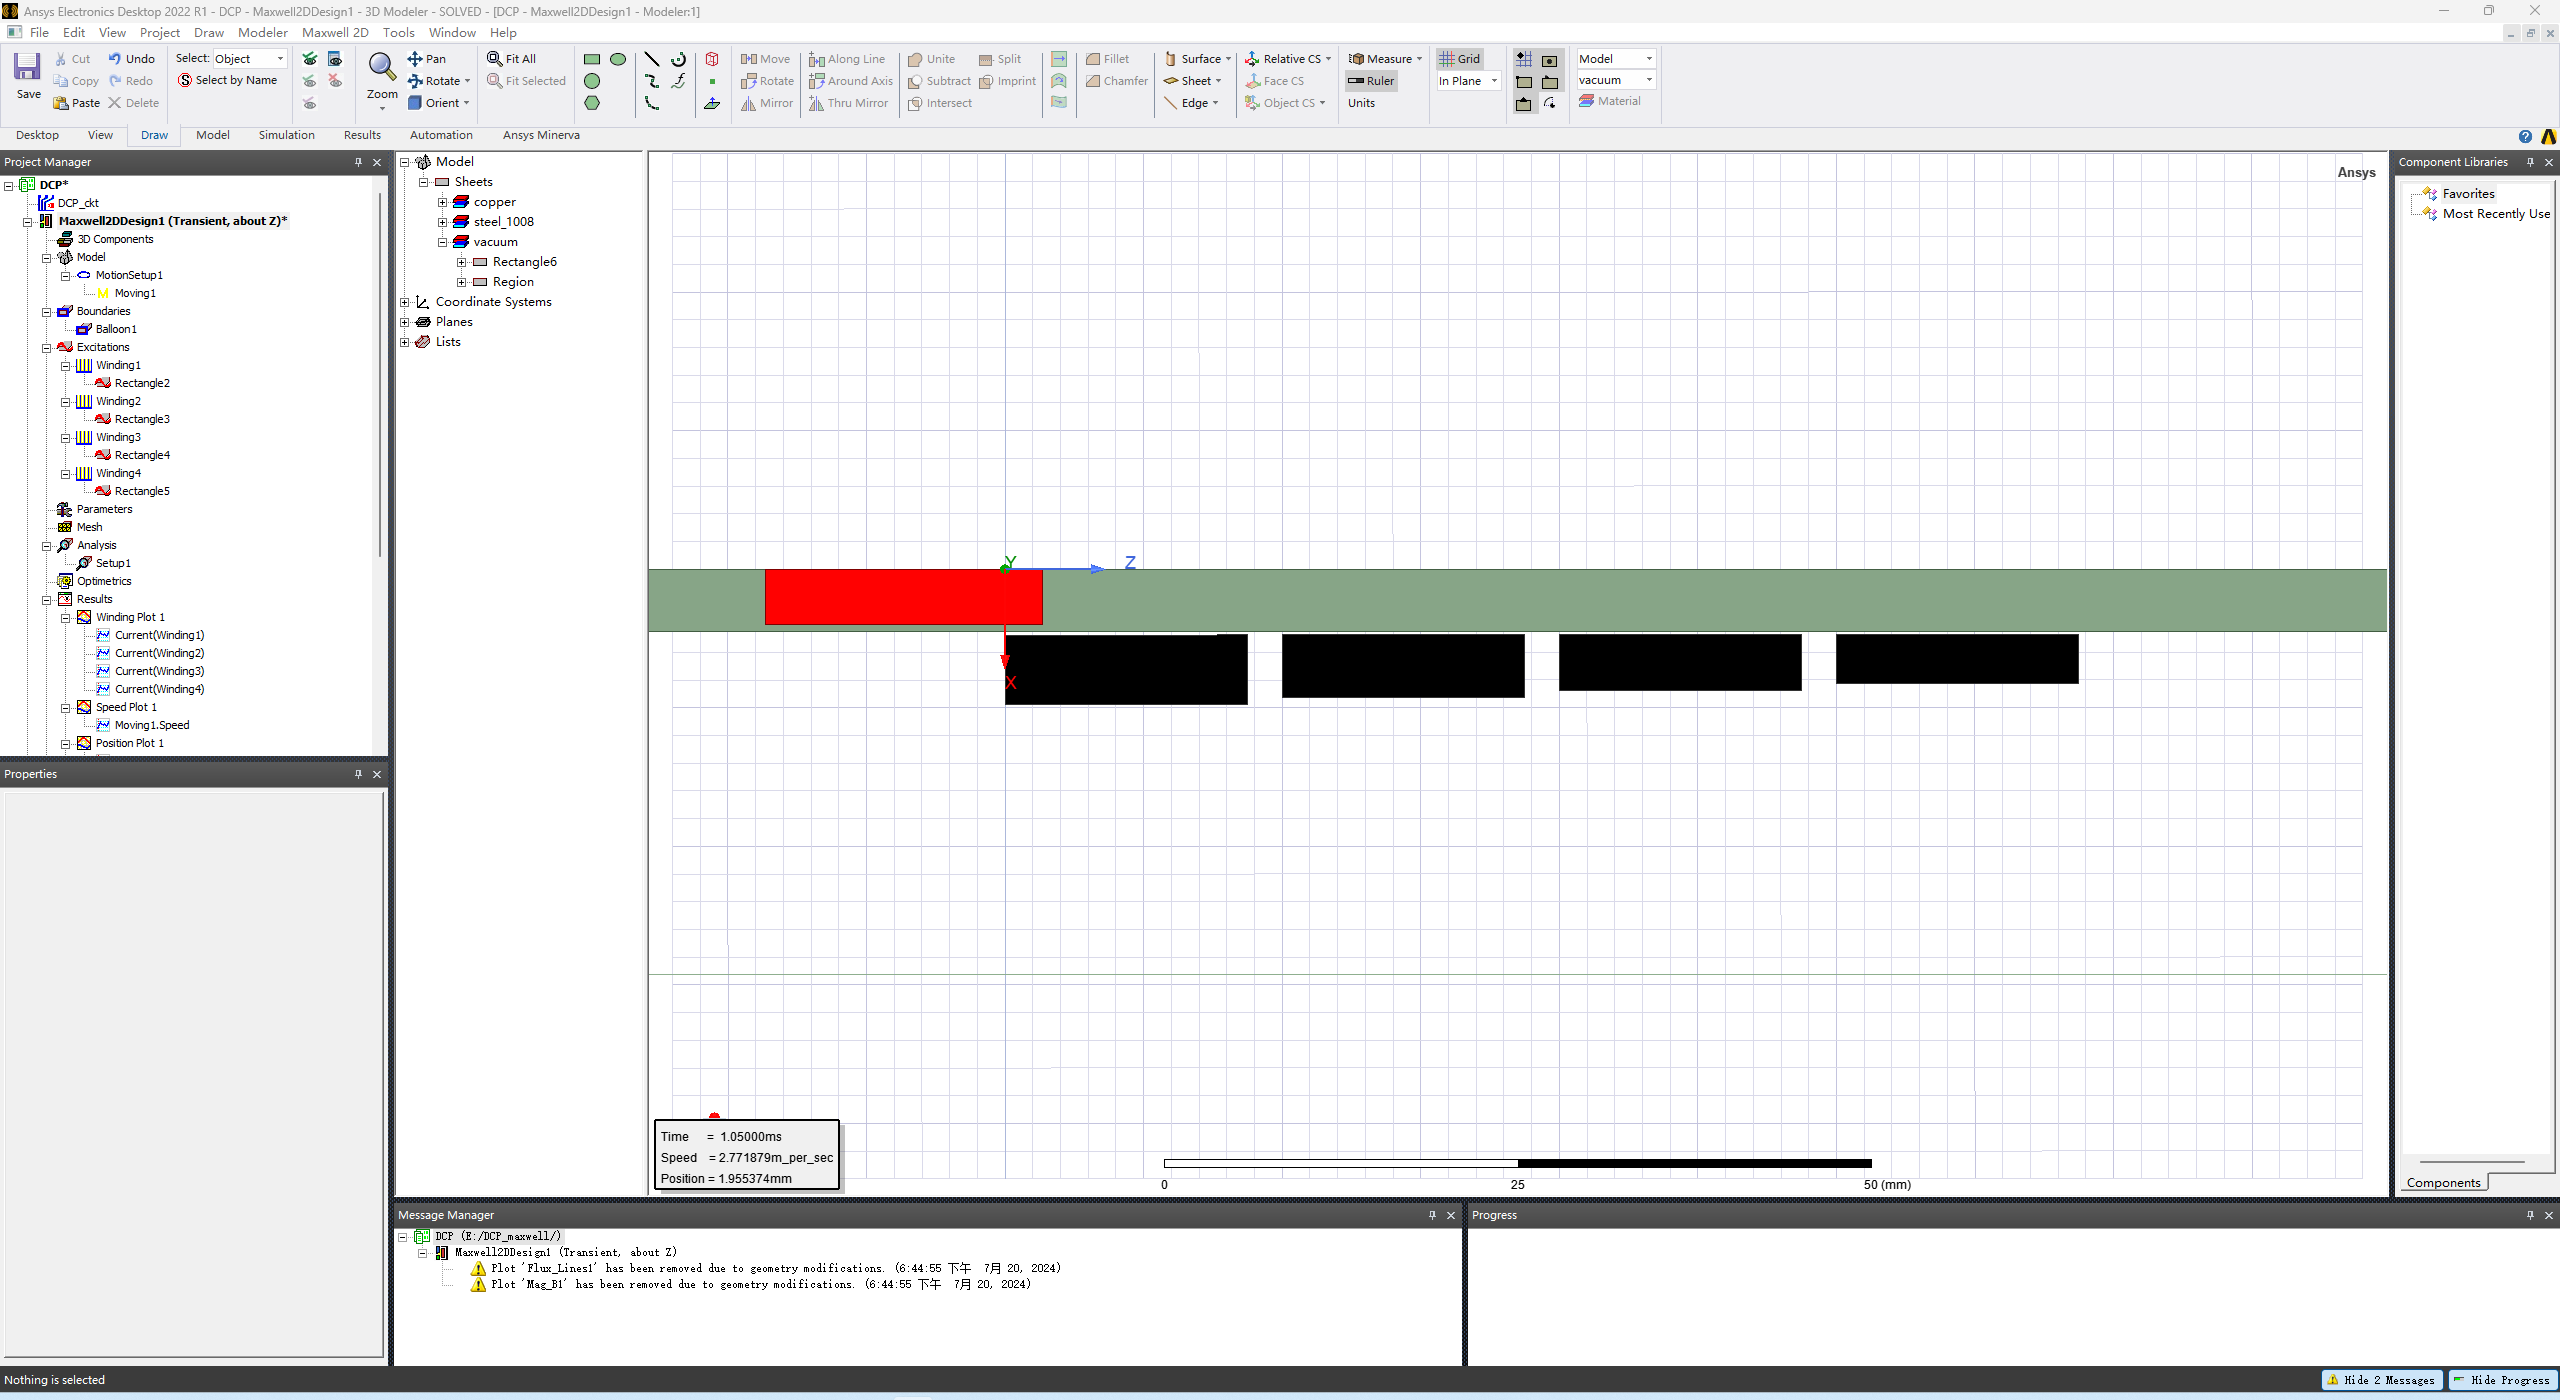 Ansys Electronics Desktop 2022 R1 - DCP - Maxwell2DDesign1 - 3D Modeler - SOLVED - [DCP - Maxwell2DDesign1 - Modeler:1]
File Edit View Project Draw Modeler Maxwell 2D Tools Window Help
Save
Cut
Copy
Paste
Undo
Redo
Delete
Select: Object
Select by Name
Zoom
Pan
Rotate
Orient
Fit All
Fit Selected
Move
Rotate
Mirror
Along Line
Around Axis
Thru Mirror
Unite
Subtract
Intersect
Split
Imprint
Fillet
Chamfer
Surface
Sheet
Edge
Relative CS
Face CS
Object CS
Measure
Ruler
Units
Grid
In Plane
Model
vacuum
Material
Desktop View Draw Model Simulation Results Automation Ansys Minerva
Project Manager
DCP*
DCP_ckt
Maxwell2DDesign1 (Transient, about Z)*
3D Components
Model
MotionSetup1
Moving1
Boundaries
Balloon1
Excitations
Winding1
Rectangle2
Winding2
Rectangle3
Winding3
Rectangle4
Winding4
Rectangle5
Parameters
Mesh
Analysis
Setup1
Optimetrics
Results
Winding Plot 1
Current(Winding1)
Current(Winding2)
Current(Winding3)
Current(Winding4)
Speed Plot 1
Moving1.Speed
Position Plot 1
Properties
Model
Sheets
copper
steel_1008
vacuum
Rectangle6
Region
Coordinate Systems
Planes
Lists
Ansys
Y
Z
X
Time = 1.05000ms
Speed = 2.771879m_per_sec
Position = 1.955374mm
0 25 50 (mm)
Component Libraries
Favorites
Most Recently Use
Components
Message Manager
DCP (E:/DCP_maxwell/)
Maxwell2DDesign1 (Transient, about Z)
Plot 'Flux_Lines1' has been removed due to geometry modifications. (6:44:55 下午 7月 20, 2024)
Plot 'Mag_B1' has been removed due to geometry modifications. (6:44:55 下午 7月 20, 2024)
Progress
Nothing is selected
Hide 2 Messages
Hide Progress